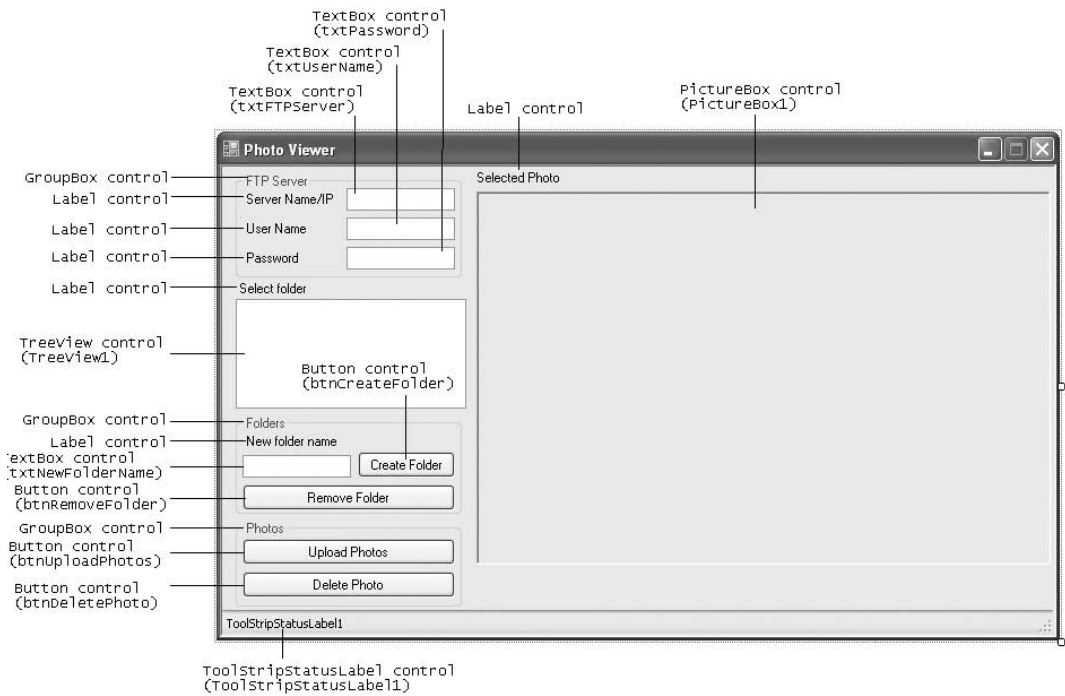 TextBox control
(txtPassword)
TextBox control
(txtUserName)
TextBox control
(txtFTPServer)
Label control
PictureBox control
(PictureBox1)
Photo Viewer
GroupBox control
FTP Server
Selected Photo
Label control
Server Name/IP
Label control
User Name
Label control
Password
Label control
Select folder
TreeView control
(TreeView1)
Button control
(btnCreateFolder)
GroupBox control
Folders
Label control
New folder name
extBox control
txtNewFolderName)
Create Folder
Button control
(btnRemoveFolder)
Remove Folder
GroupBox control
Photos
Button control
(btnUploadPhotos)
Upload Photos
Button control
(btnDeletePhoto)
Delete Photo
ToolStripStatusLabel1
ToolStripStatusLabel control
(ToolStripStatusLabel1)